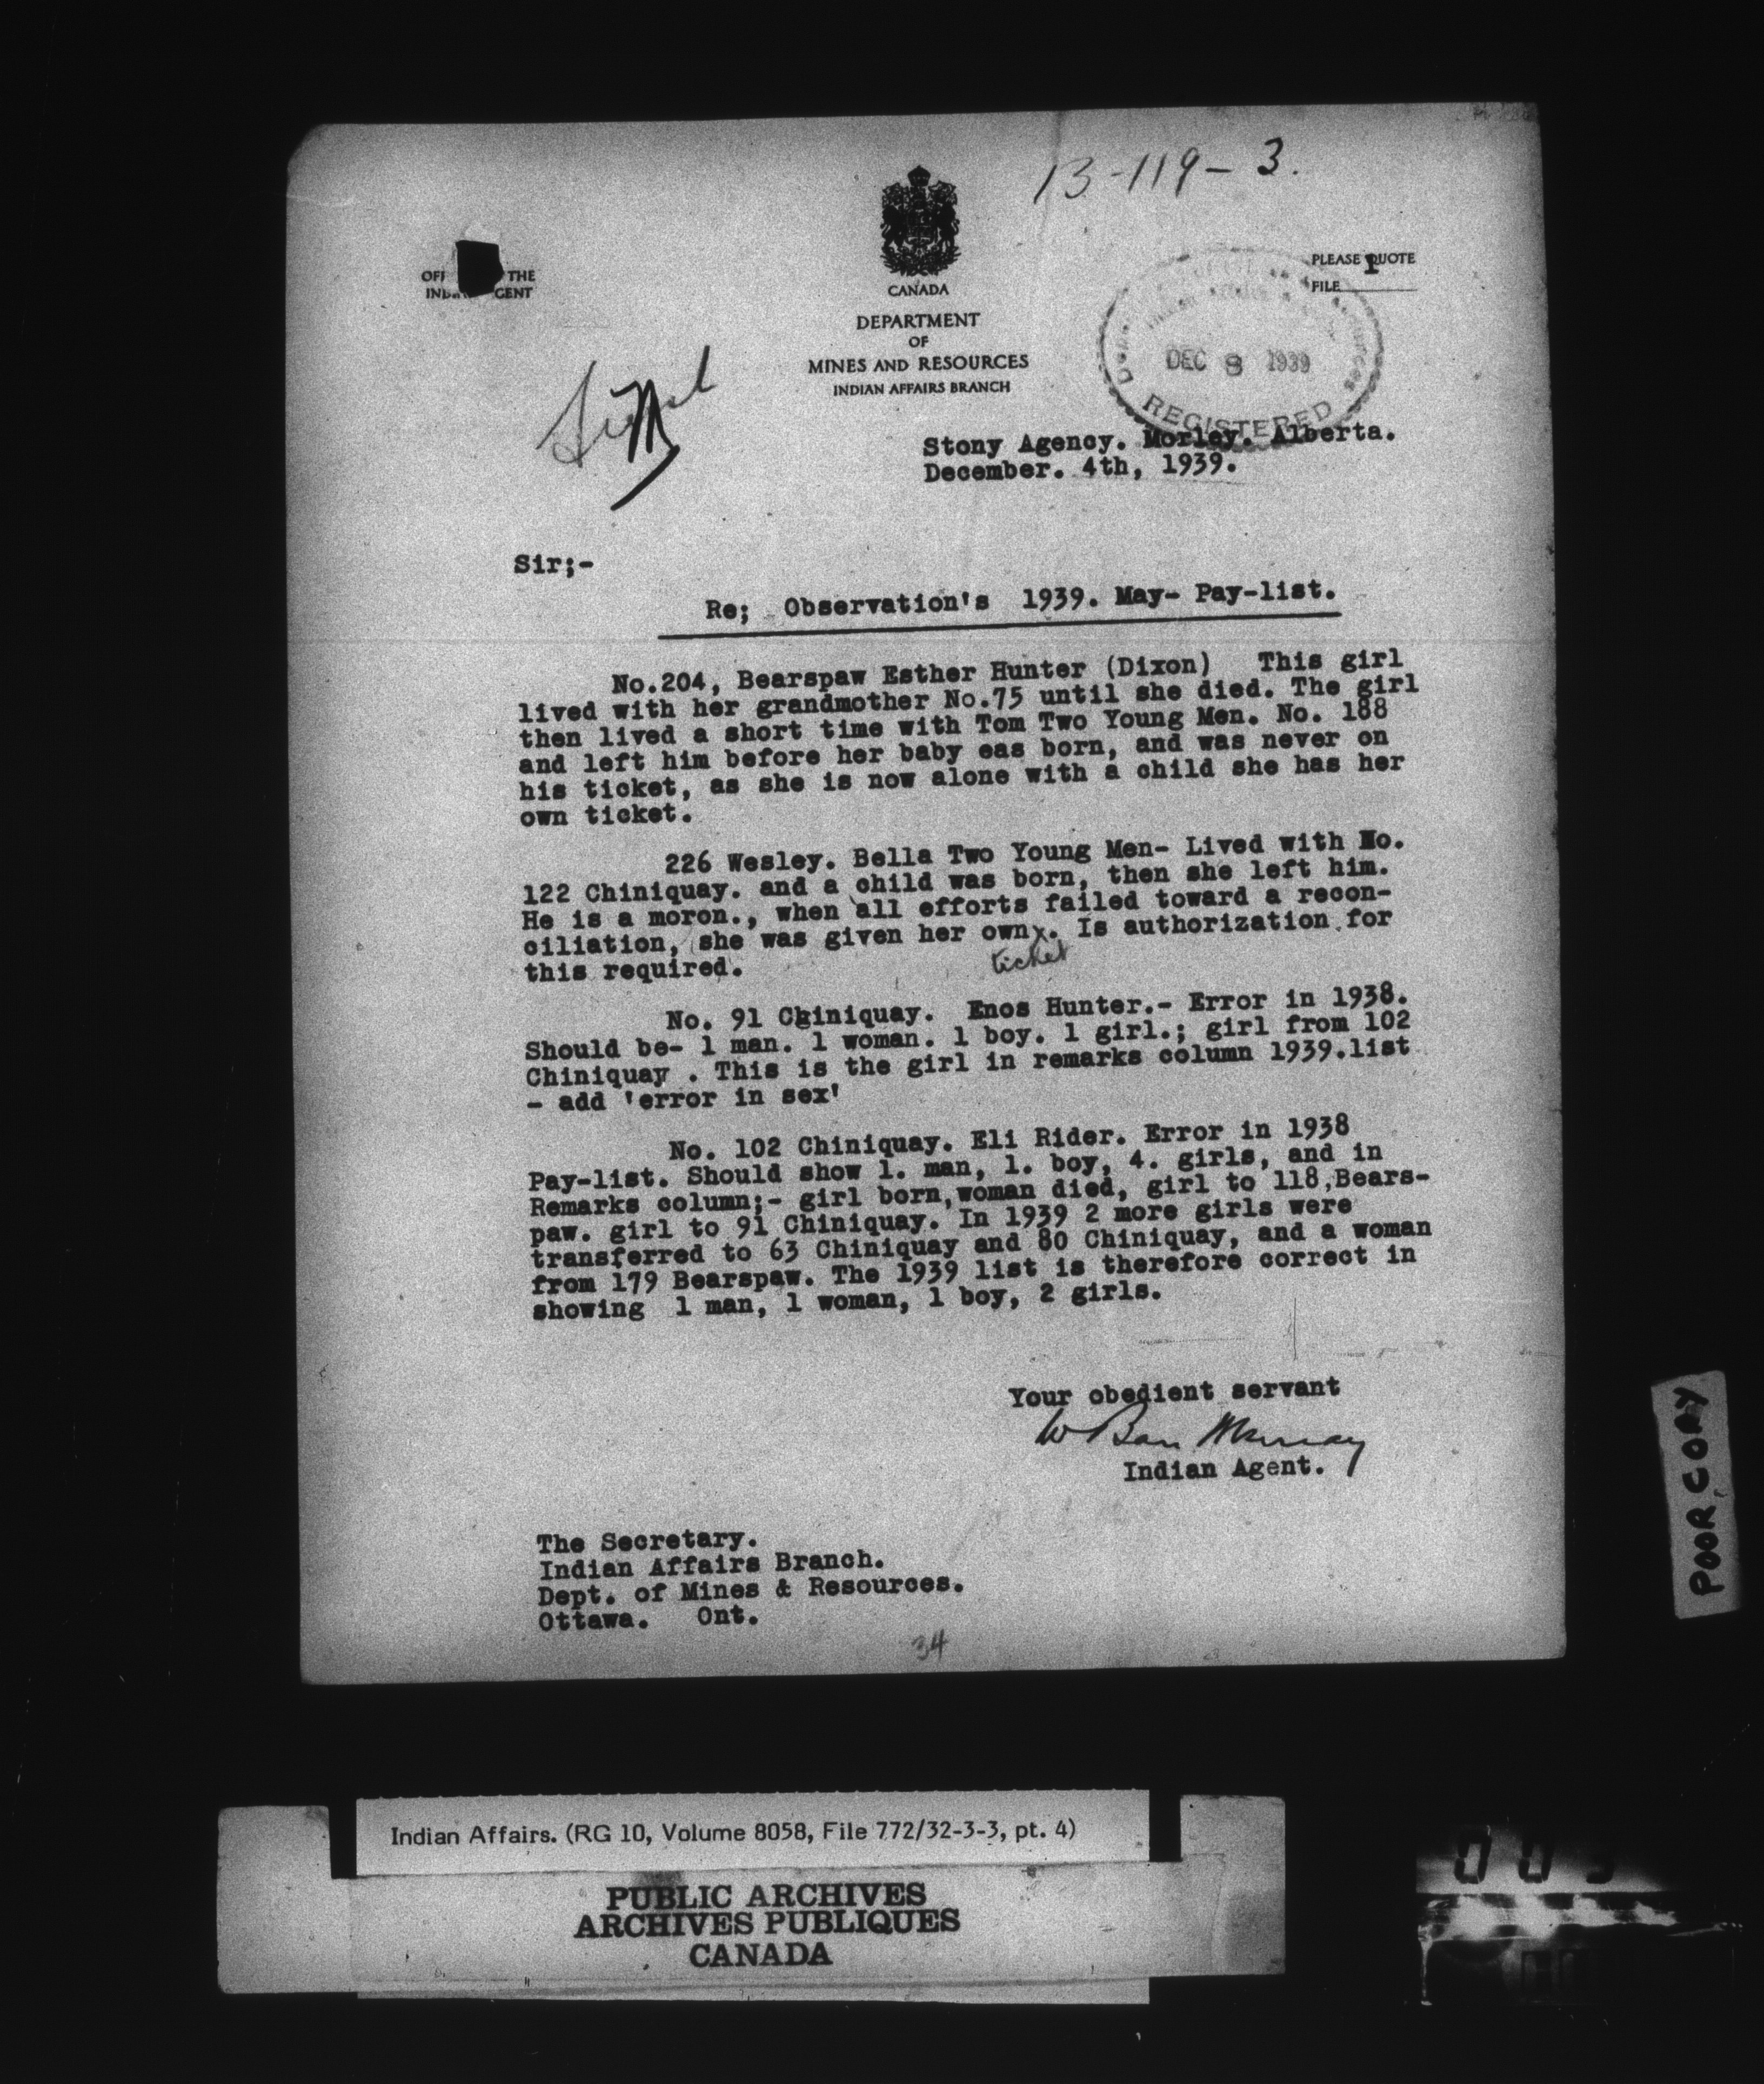 13-119-3.
OFF THE
IND GENT
CANADA
DEPARTMENT
OF
MINES AND RESOURCES
INDIAN AFFAIRS BRANCH
PLEASE QUOTE
FILE
DEC 8 1939
REGISTERED
Stony Agency. Morley. Alberta.
December. 4th, 1939.
Sir;-
Re; Observation's 1939. May- Pay-list.
No.204, Bearspaw Esther Hunter (Dixon) This girl
lived with her grandmother No.75 until she died. The girl
then lived a short time with Tom Two Young Men. No. 188
and left him before her baby eas born, and was never on
his ticket, as she is now alone with a child she has her
own ticket.
226 Wesley. Bella Two Young Men- Lived with No.
122 Chiniquay. and a child was born, then she left him.
He is a moron., when all efforts failed toward a recon-
ciliation, she was given her own. Is authorization for
ticket
this required.
No. 91 Chiniquay. Enos Hunter.- Error in 1938.
Should be- 1 man. 1 woman. 1 boy. 1 girl.; girl from 102
Chiniquay . This is the girl in remarks column 1939.list
- add 'error in sex'
No. 102 Chiniquay. Eli Rider. Error in 1938
Pay-list. Should show 1. man, 1. boy, 4. girls, and in
Remarks column;- girl born,woman died, girl to 118,Bears-
paw. girl to 91 Chiniquay. In 1939 2 more girls were
transferred to 63 Chiniquay and 80 Chiniquay, and a woman
from 179 Bearspaw. The 1939 list is therefore correct in
showing 1 man, 1 woman, 1 boy, 2 girls.
Your obedient servant
W Ban Murray
Indian Agent.
The Secretary.
Indian Affairs Branch.
Dept. of Mines & Resources.
Ottawa. Ont.
34
POOR COPY
Indian Affairs. (RG 10, Volume 8058, File 772/32-3-3, pt. 4)
PUBLIC ARCHIVES
ARCHIVES PUBLIQUES
CANADA